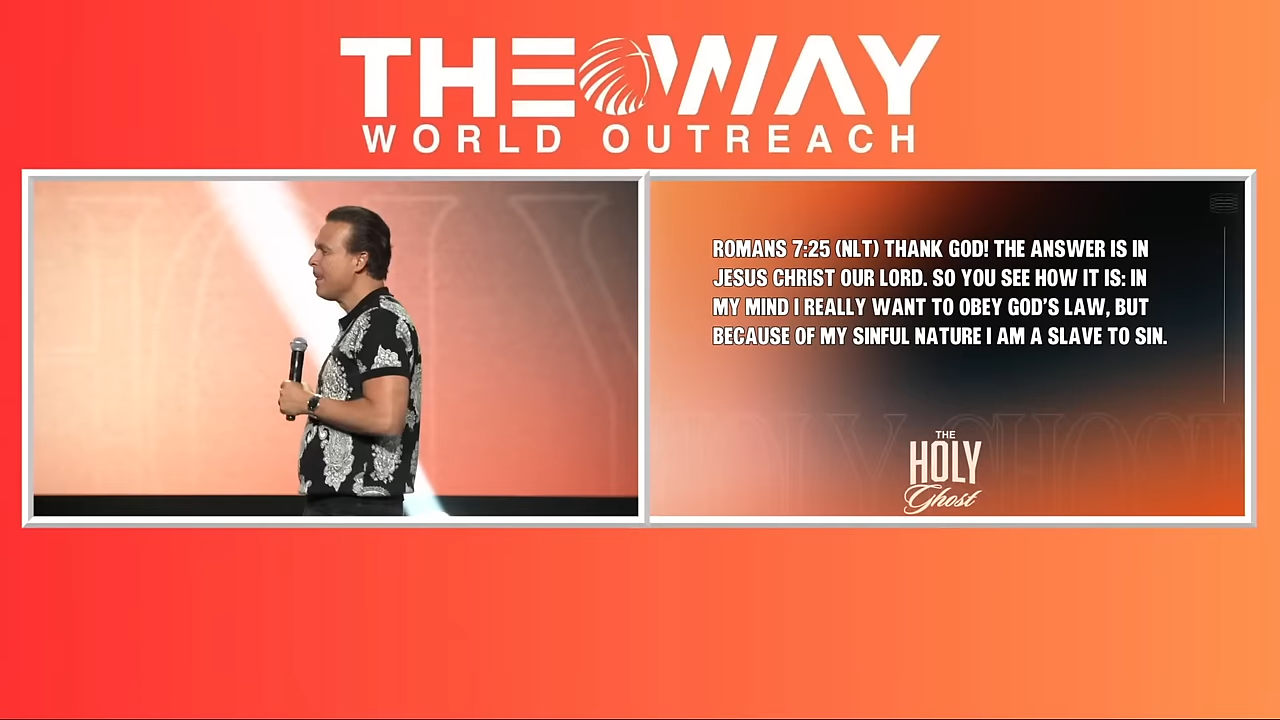 THE WAY
WORLD OUTREACH
ROMANS 7:25 (NLT) THANK GOD! THE ANSWER IS IN
JESUS CHRIST OUR LORD. SO YOU SEE HOW IT IS: IN
MY MIND I REALLY WANT TO OBEY GOD'S LAW, BUT
BECAUSE OF MY SINFUL NATURE I AM A SLAVE TO SIN.
HOLY GHOST
THE
HOLY
Ghost